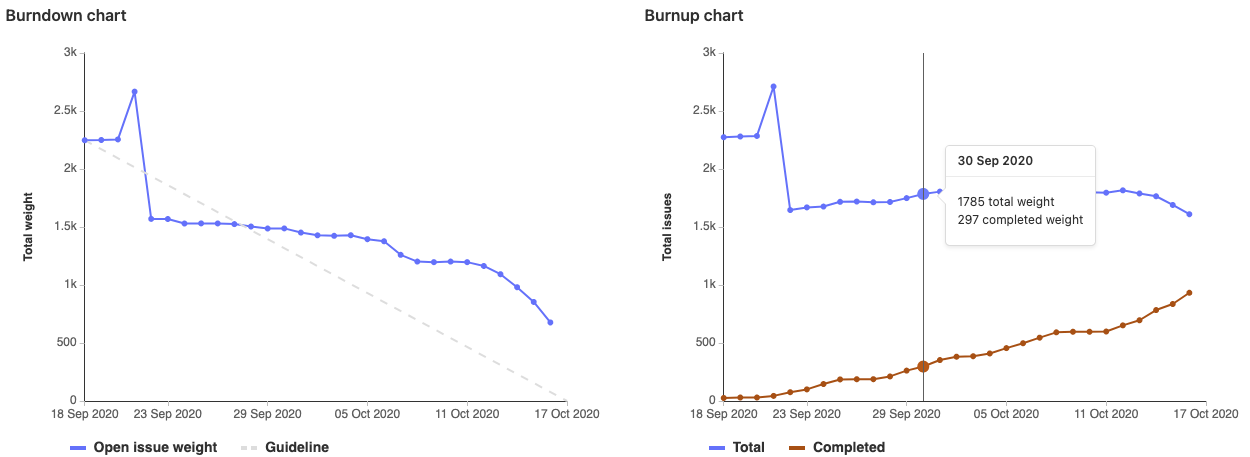 Burndown chart
3k
2.5k
2k
1.5k
1k
500
0
Total weight
18 Sep 2020 23 Sep 2020 29 Sep 2020 05 Oct 2020 11 Oct 2020 17 Oct 2020
Open issue weight Guideline
Burnup chart
3k
2.5k
2k
1.5k
1k
500
0
Total issues
30 Sep 2020
1785 total weight
297 completed weight
18 Sep 2020 23 Sep 2020 29 Sep 2020 05 Oct 2020 11 Oct 2020 17 Oct 2020
Total Completed